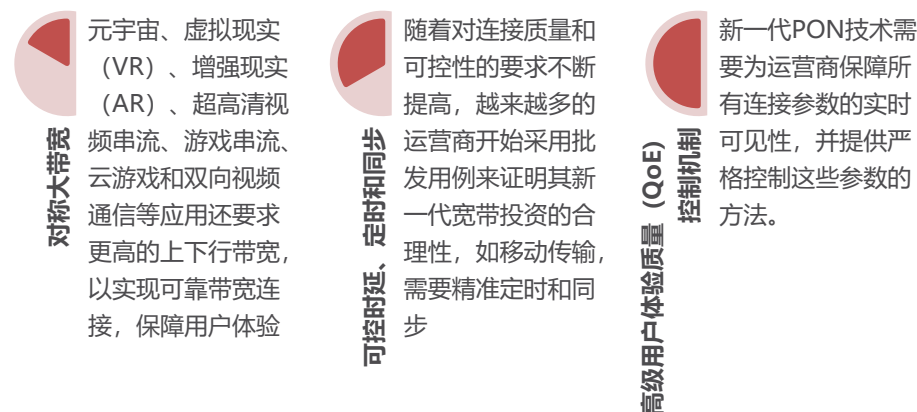 对称大带宽
元宇宙、虚拟现实
（VR）、增强现实
（AR）、超高清视
频串流、游戏串流、
云游戏和双向视频
通信等应用还要求
更高的上下行带宽，
以实现可靠带宽连
接，保障用户体验
可控时延、定时和同步
随着对连接质量和
可控性的要求不断
提高，越来越多的
运营商开始采用批
发用例来证明其新
一代宽带投资的合
理性，如移动传输，
需要精准定时和同
步
高级用户体验质量（QoE）
控制机制
新一代PON技术需
要为运营商保障所
有连接参数的实时
可见性，并提供严
格控制这些参数的
方法。